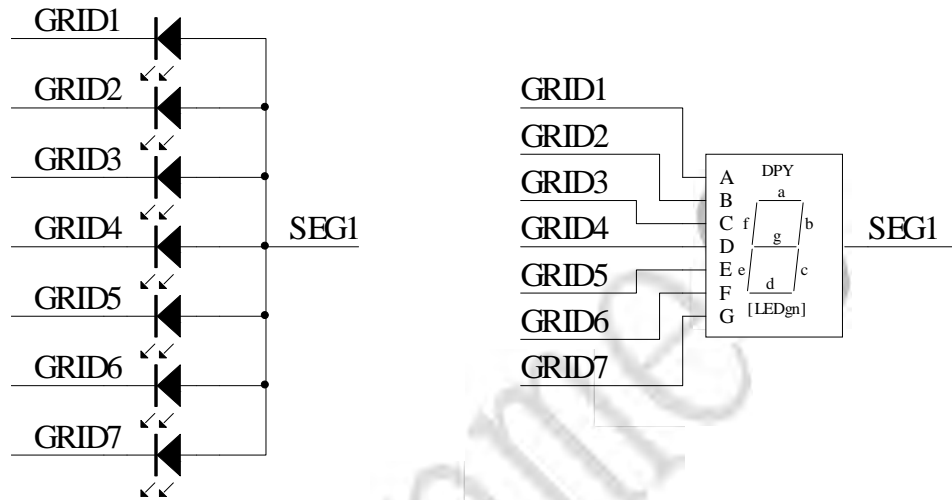 GRID1
GRID2
GRID3
GRID4
GRID5
GRID6
GRID7
SEG1
GRID1
GRID2
GRID3
GRID4
GRID5
GRID6
GRID7
A
B
C
D
E
F
G
DPY
a
f
b
g
e
c
d
[LEDgn]
SEG1